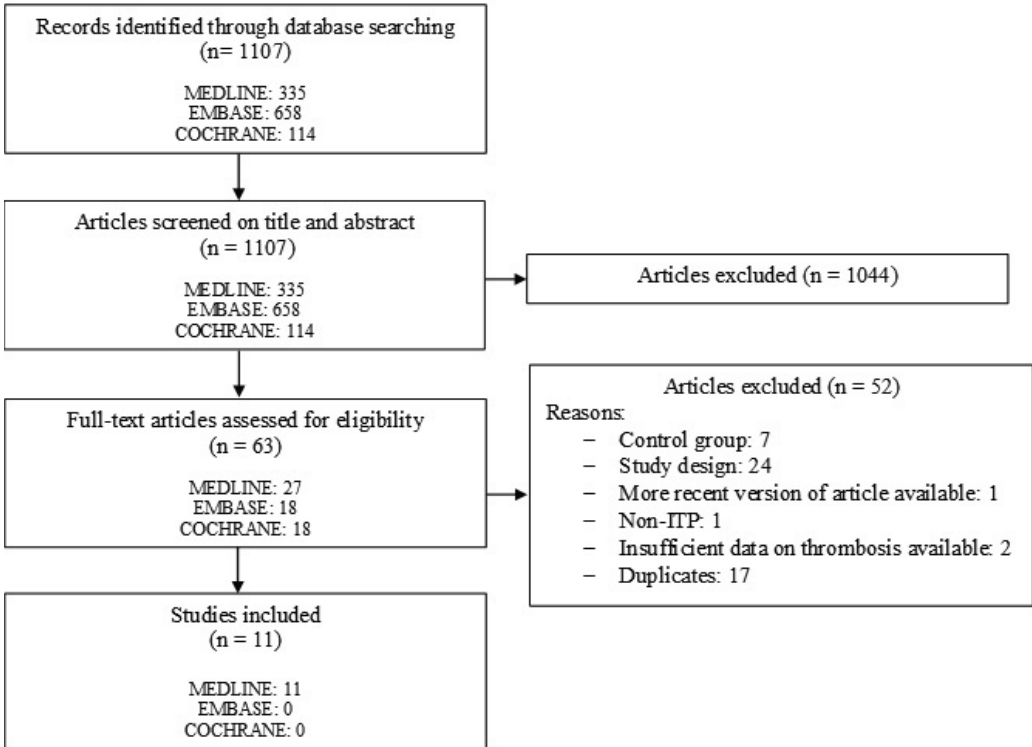 Records identified through database searching
(n= 1107)
MEDLINE: 335
EMBASE: 658
COCHRANE: 114
Articles screened on title and abstract
(n = 1107)
MEDLINE: 335
EMBASE: 658
COCHRANE: 114
Articles excluded (n = 1044)
Full-text articles assessed for eligibility
(n = 63)
MEDLINE: 27
EMBASE: 18
COCHRANE: 18
Articles excluded (n = 52)
Reasons:
– Control group: 7
– Study design: 24
– More recent version of article available: 1
– Non-ITP: 1
– Insufficient data on thrombosis available: 2
– Duplicates: 17
Studies included
(n = 11)
MEDLINE: 11
EMBASE: 0
COCHRANE: 0